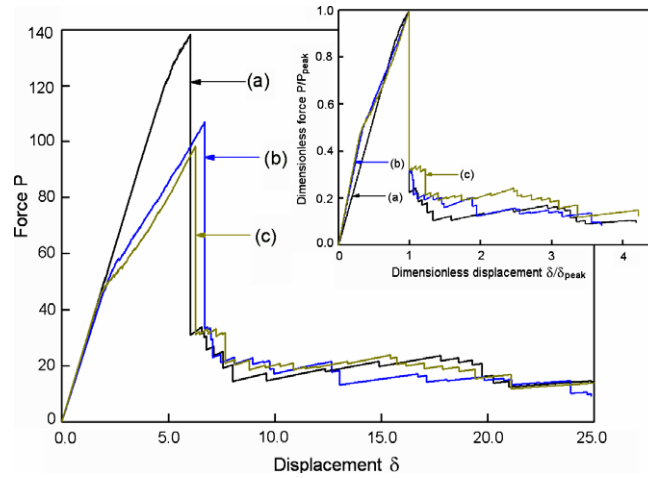 140
120
100
80
60
40
20
0
Force P
0.0 5.0 10.0 15.0 20.0 25.0
Displacement δ
(a)
(b)
(c)
1.0
0.8
0.6
0.4
0.2
0.0
Dimensionless force P/Ppeak
(b)
(a)
(c)
0 1 2 3 4
Dimensionless displacement δ/δpeak